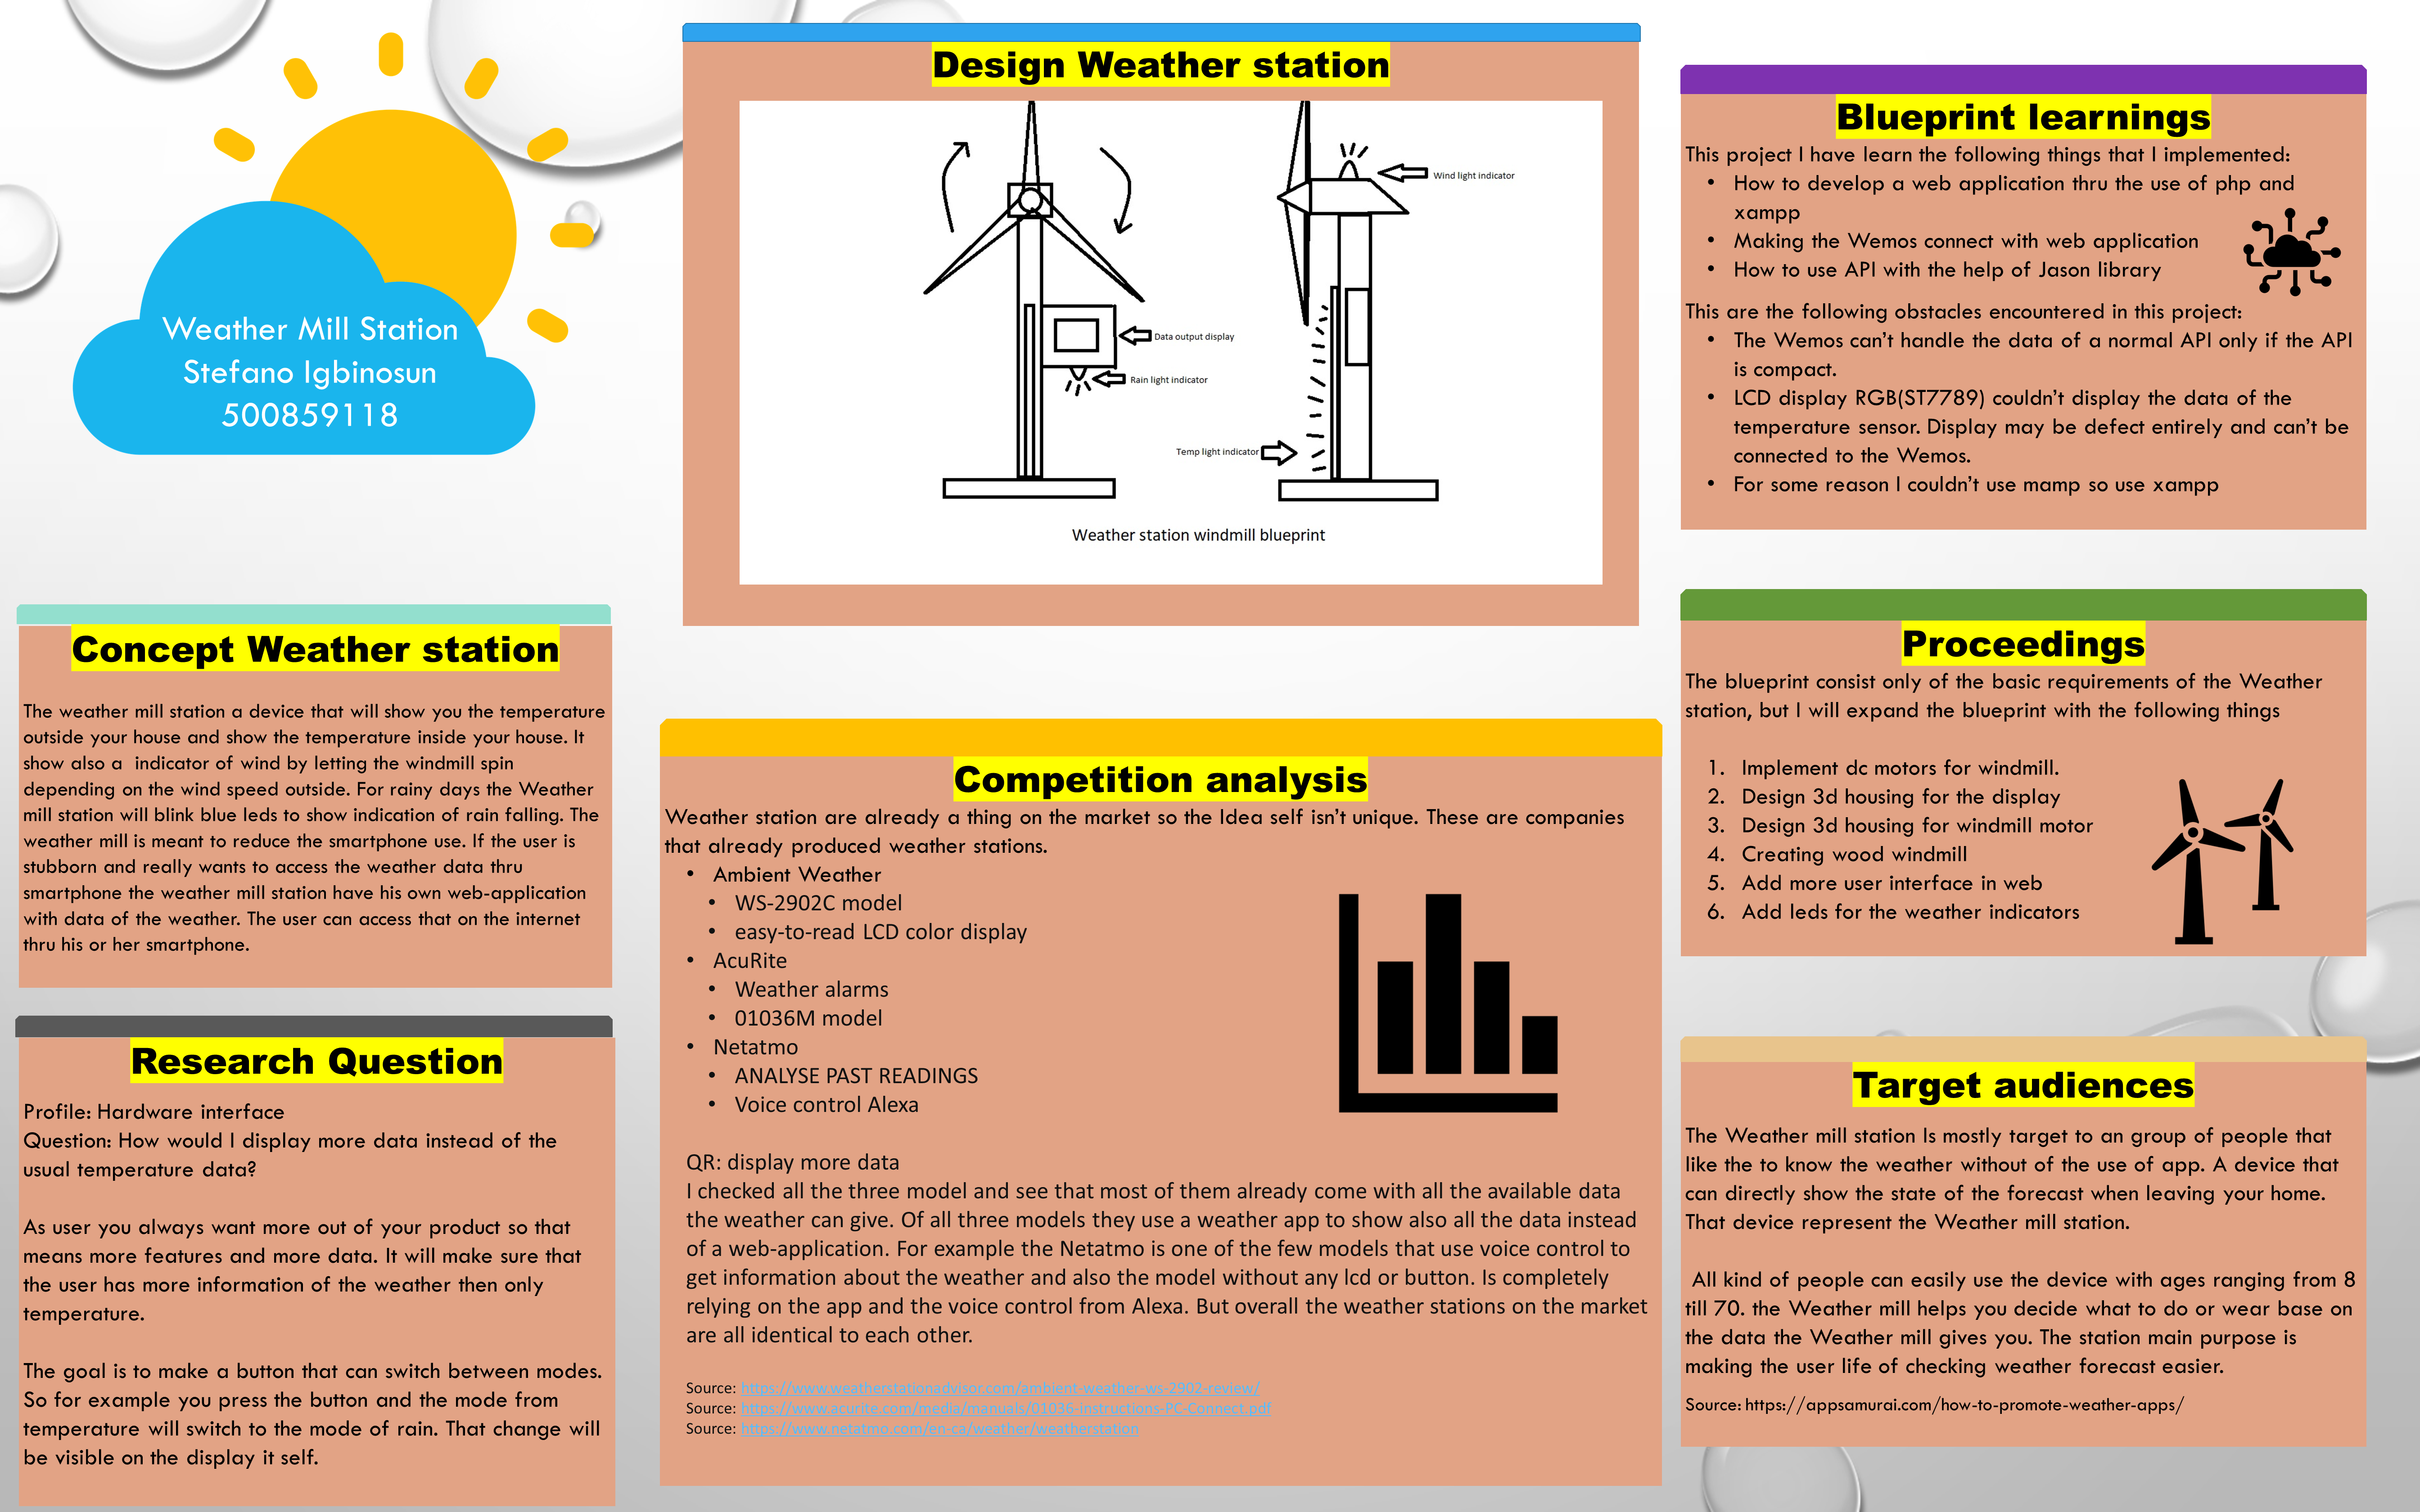 Weather Mill Station
Stefano Igbinosun
500859118
Concept Weather station
The weather mill station a device that will show you the temperature
outside your house and show the temperature inside your house. It
show also a  indicator of wind by letting the windmill spin
depending on the wind speed outside. For rainy days the Weather
mill station will blink blue leds to show indication of rain falling. The
weather mill is meant to reduce the smartphone use. If the user is
stubborn and really wants to access the weather data thru
smartphone the weather mill station have his own web-application
with data of the weather. The user can access that on the internet
thru his or her smartphone.
Research Question
Profile: Hardware interface
Question: How would I display more data instead of the
usual temperature data?
As user you always want more out of your product so that
means more features and more data. It will make sure that
the user has more information of the weather then only
temperature.
The goal is to make a button that can switch between modes.
So for example you press the button and the mode from
temperature will switch to the mode of rain. That change will
be visible on the display it self.
Design Weather station
Wind light indicator
Data output display
Rain light indicator
Temp light indicator
Weather station windmill blueprint
Competition analysis
Weather station are already a thing on the market so the Idea self isn't unique. These are companies
that already produced weather stations.
• Ambient Weather
• WS-2902C model
• easy-to-read LCD color display
• AcuRite
• Weather alarms
• 01036M model
• Netatmo
• ANALYSE PAST READINGS
• Voice control Alexa
QR: display more data
I checked all the three model and see that most of them already come with all the available data
the weather can give. Of all three models they use a weather app to show also all the data instead
of a web-application. For example the Netatmo is one of the few models that use voice control to
get information about the weather and also the model without any lcd or button. Is completely
relying on the app and the voice control from Alexa. But overall the weather stations on the market
are all identical to each other.
Source: https://www.weatherstationadvisor.com/ambient-weather-ws-2902-review/
Source: https://www.acurite.com/media/manuals/01036-instructions-PC-Connect.pdf
Source: https://www.netatmo.com/en-ca/weather/weatherstation
Blueprint learnings
This project I have learn the following things that I implemented:
• How to develop a web application thru the use of php and
xampp
• Making the Wemos connect with web application
• How to use API with the help of Jason library
This are the following obstacles encountered in this project:
• The Wemos can't handle the data of a normal API only if the API
is compact.
• LCD display RGB(ST7789) couldn't display the data of the
temperature sensor. Display may be defect entirely and can't be
connected to the Wemos.
• For some reason I couldn't use mamp so use xampp
Proceedings
The blueprint consist only of the basic requirements of the Weather
station, but I will expand the blueprint with the following things
1. Implement dc motors for windmill.
2. Design 3d housing for the display
3. Design 3d housing for windmill motor
4. Creating wood windmill
5. Add more user interface in web
6. Add leds for the weather indicators
Target audiences
The Weather mill station Is mostly target to an group of people that
like the to know the weather without of the use of app. A device that
can directly show the state of the forecast when leaving your home.
That device represent the Weather mill station.
All kind of people can easily use the device with ages ranging from 8
till 70. the Weather mill helps you decide what to do or wear base on
the data the Weather mill gives you. The station main purpose is
making the user life of checking weather forecast easier.
Source: https://appsamurai.com/how-to-promote-weather-apps/